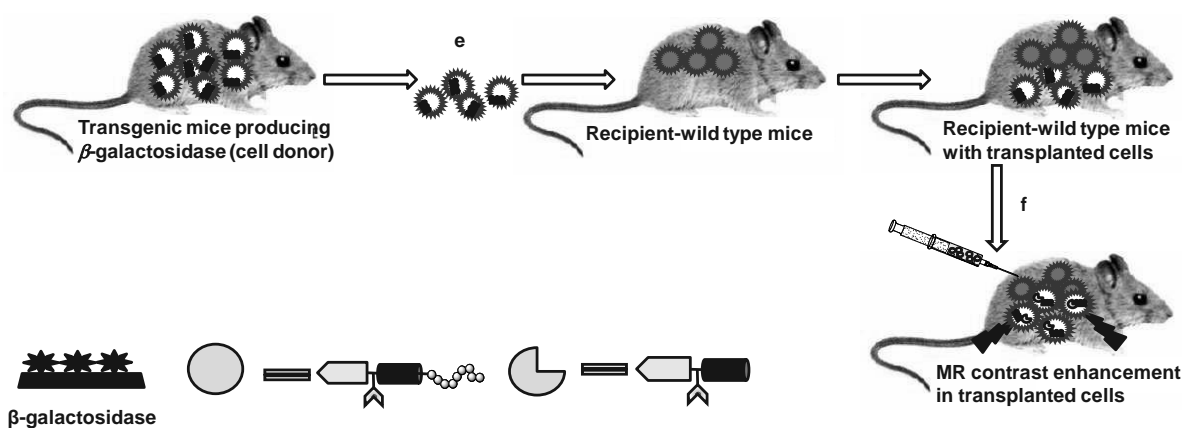 e
Transgenic mice producing
β-galactosidase (cell donor)
Recipient-wild type mice
Recipient-wild type mice
with transplanted cells
f
MR contrast enhancement
in transplanted cells
β-galactosidase